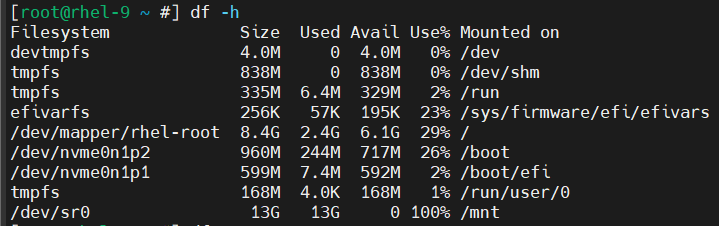 [root@rhel-9 ~ #] df -h
Filesystem             Size  Used Avail Use% Mounted on
devtmpfs               4.0M     0  4.0M   0% /dev
tmpfs                  838M     0  838M   0% /dev/shm
tmpfs                  335M  6.4M  329M   2% /run
efivarfs               256K   57K  195K  23% /sys/firmware/efi/efivars
/dev/mapper/rhel-root  8.4G  2.4G  6.1G  29% /
/dev/nvme0n1p2         960M  244M  717M  26% /boot
/dev/nvme0n1p1         599M  7.4M  592M   2% /boot/efi
tmpfs                  168M  4.0K  168M   1% /run/user/0
/dev/sr0                13G   13G     0 100% /mnt